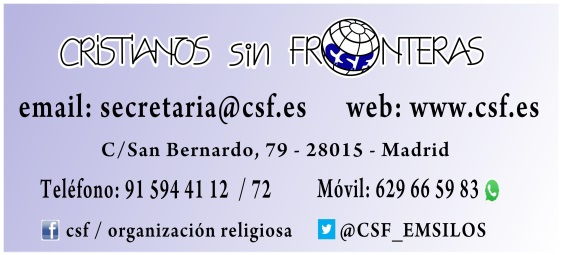 CRISTIANOS sin FRONTERAS
CSF
email: secretaria@csf.es web: www.csf.es
C/San Bernardo, 79 - 28015 - Madrid
Teléfono: 91 594 41 12 / 72 Móvil: 629 66 59 83
f csf / organización religiosa @CSF_EMSILOS